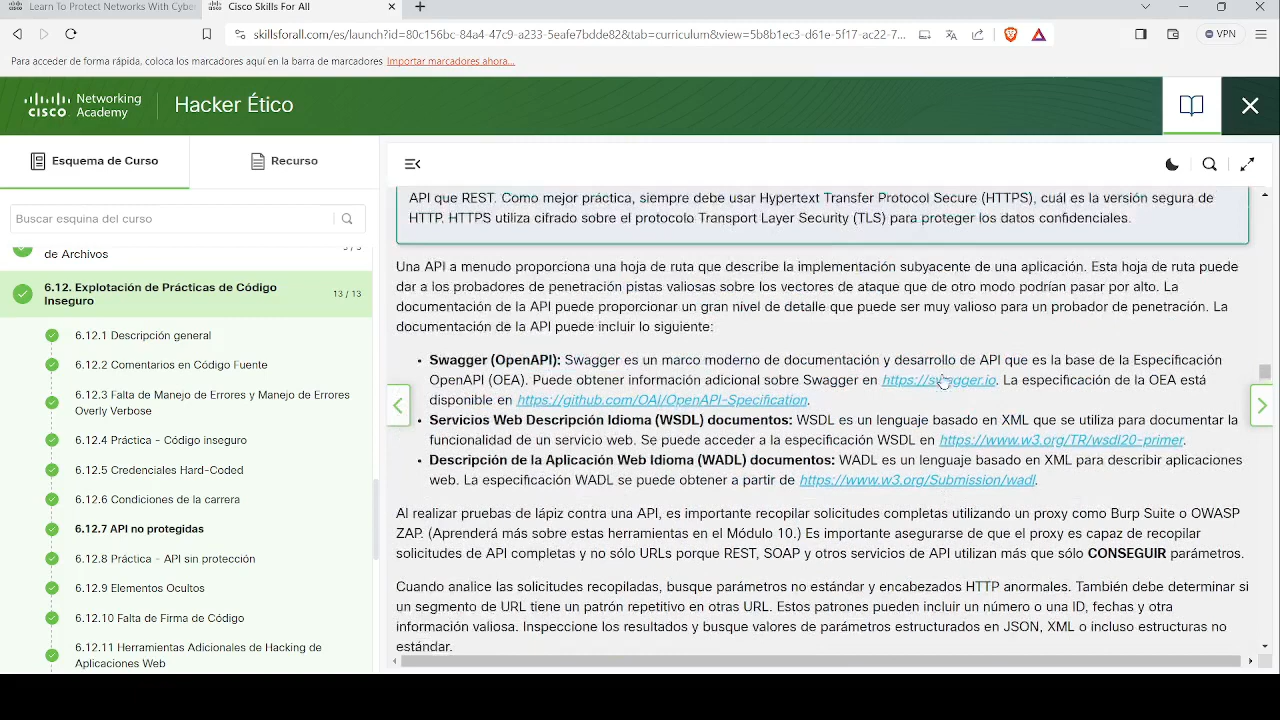 Learn To Protect Networks With Cyber
Cisco Skills For All
skillsforall.com/es/launch?id=80c156bc-84a4-47c9-a233-5eafe7bdde82&tab=curriculum&view=5b8b1ec3-d61e-5f17-ac22-7...
VPN
Para acceder de forma rápida, coloca los marcadores aquí en la barra de marcadores Importar marcadores ahora...
Networking
CISCO Academy
Hacker Ético
Esquema de Curso
Recurso
Buscar esquina del curso
de Archivos
6.12. Explotación de Prácticas de Código
Inseguro
13 / 13
6.12.1 Descripción general
6.12.2 Comentarios en Código Fuente
6.12.3 Falta de Manejo de Errores y Manejo de Errores
Overly Verbose
6.12.4 Práctica - Código inseguro
6.12.5 Credenciales Hard-Coded
6.12.6 Condiciones de la carrera
6.12.7 API no protegidas
6.12.8 Práctica - API sin protección
6.12.9 Elementos Ocultos
6.12.10 Falta de Firma de Código
6.12.11 Herramientas Adicionales de Hacking de
Aplicaciones Web
API que REST. Como mejor práctica, siempre debe usar Hypertext Transfer Protocol Secure (HTTPS), cuál es la versión segura de
HTTP. HTTPS utiliza cifrado sobre el protocolo Transport Layer Security (TLS) para proteger los datos confidenciales.
Una API a menudo proporciona una hoja de ruta que describe la implementación subyacente de una aplicación. Esta hoja de ruta puede
dar a los probadores de penetración pistas valiosas sobre los vectores de ataque que de otro modo podrían pasar por alto. La
documentación de la API puede proporcionar un gran nivel de detalle que puede ser muy valioso para un probador de penetración. La
documentación de la API puede incluir lo siguiente:
• Swagger (OpenAPI): Swagger es un marco moderno de documentación y desarrollo de API que es la base de la Especificación
OpenAPI (OEA). Puede obtener información adicional sobre Swagger en https://swagger.io. La especificación de la OEA está
disponible en https://github.com/OAI/OpenAPI-Specification.
• Servicios Web Descripción Idioma (WSDL) documentos: WSDL es un lenguaje basado en XML que se utiliza para documentar la
funcionalidad de un servicio web. Se puede acceder a la especificación WSDL en https://www.w3.org/TR/wsdl20-primer.
• Descripción de la Aplicación Web Idioma (WADL) documentos: WADL es un lenguaje basado en XML para describir aplicaciones
web. La especificación WADL se puede obtener a partir de https://www.w3.org/Submission/wadl.
Al realizar pruebas de lápiz contra una API, es importante recopilar solicitudes completas utilizando un proxy como Burp Suite o OWASP
ZAP. (Aprenderá más sobre estas herramientas en el Módulo 10.) Es importante asegurarse de que el proxy es capaz de recopilar
solicitudes de API completas y no sólo URLs porque REST, SOAP y otros servicios de API utilizan más que sólo CONSEGUIR parámetros.
Cuando analice las solicitudes recopiladas, busque parámetros no estándar y encabezados HTTP anormales. También debe determinar si
un segmento de URL tiene un patrón repetitivo en otras URL. Estos patrones pueden incluir un número o una ID, fechas y otra
información valiosa. Inspeccione los resultados y busque valores de parámetros estructurados en JSON, XML o incluso estructuras no
estándar.